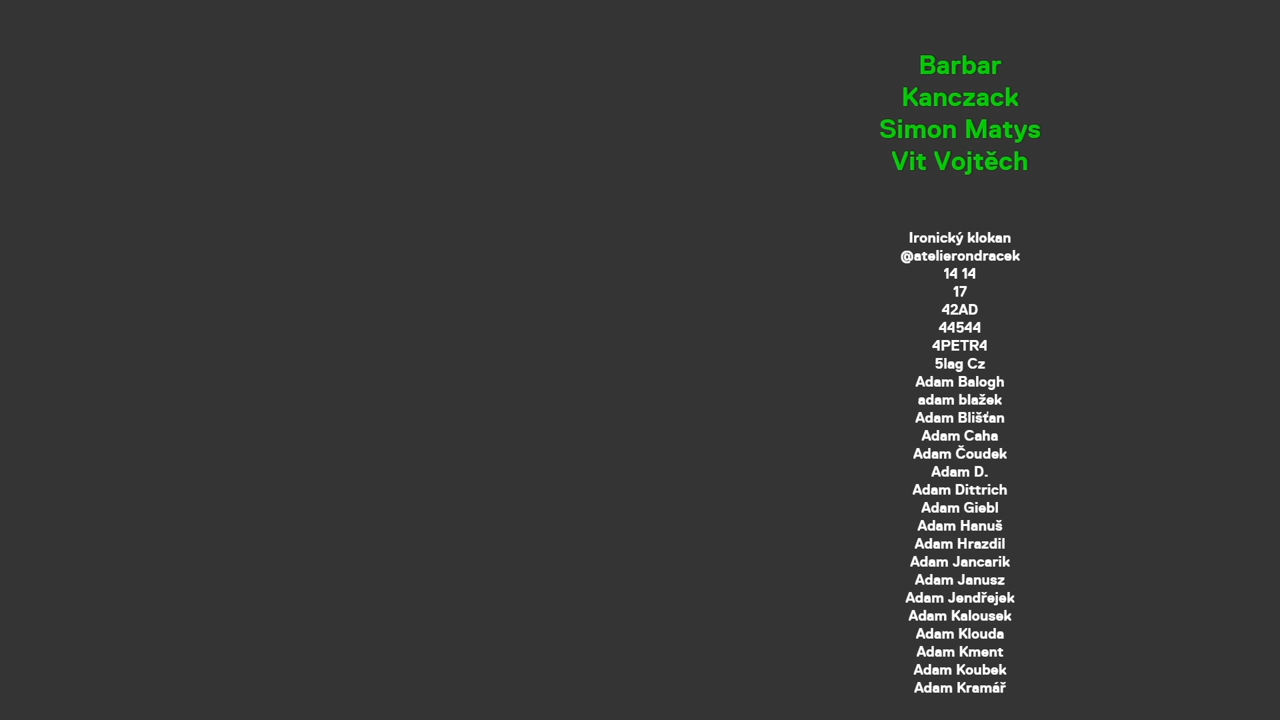 Barbar
Kanczack
Simon Matys
Vit Vojtěch
Ironický klokan
@atelierondracek
14 14
17
42AD
44544
4PETR4
5lag Cz
Adam Balogh
adam blažek
Adam Blišťan
Adam Caha
Adam Čoudek
Adam D.
Adam Dittrich
Adam Giebl
Adam Hanuš
Adam Hrazdil
Adam Jancarik
Adam Janusz
Adam Jendřejek
Adam Kalousek
Adam Klouda
Adam Kment
Adam Koubek
Adam Kramář